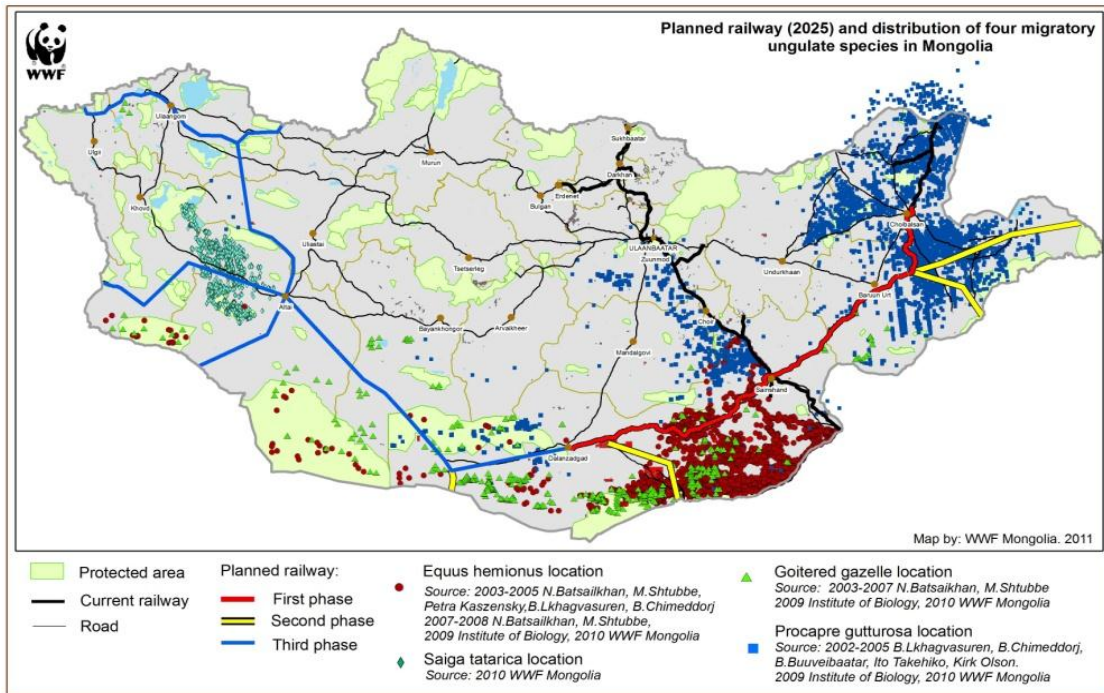 Planned railway (2025) and distribution of four migratory
ungulate species in Mongolia
WWF
Ulaangom
Ulgii
Khovd
Murun
Sukhbaatar
Darkhan
Erdenet
Bulgan
ULAANBAATAR
Zuunmod
Uliastai
Tsetserleg
Undurkhaan
Choibalsan
Baruun Urt
Altai
Bayankhongor
Arvaikheer
Choir
Mandalgovi
Sainshand
Dalanzadgad
Map by: WWF Mongolia. 2011
Protected area
Current railway
Road
Planned railway:
First phase
Second phase
Third phase
Equus hemionus location
Source: 2003-2005 N.Batsailkhan, M.Shtubbe,
Petra Kaszensky,B.Lkhagvasuren, B.Chimeddorj
2007-2008 N.Batsailkhan, M.Shtubbe,
2009 Institute of Biology, 2010 WWF Mongolia
Saiga tatarica location
Source: 2010 WWF Mongolia
Goitered gazelle location
Source: 2003-2007 N.Batsaikhan, M.Shtubbe
2009 Institute of Biology, 2010 WWF Mongolia
Procapre gutturosa location
Source: 2002-2005 B.Lkhagvasuren, B.Chimeddorj,
B.Buuveibaatar, Ito Takehiko, Kirk Olson.
2009 Institute of Biology, 2010 WWF Mongolia